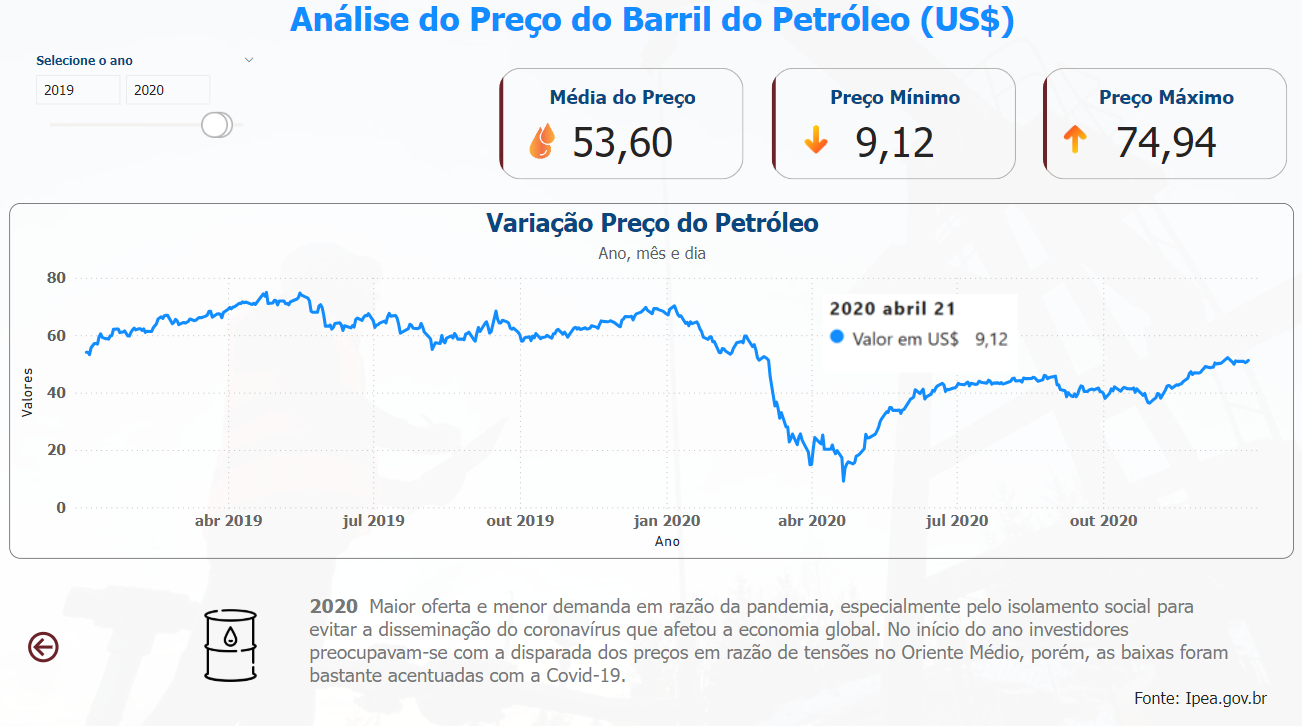 Análise do Preço do Barril do Petróleo (US$)
Selecione o ano
2019 2020
Média do Preço
53,60
Preço Mínimo
9,12
Preço Máximo
74,94
Variação Preço do Petróleo
Ano, mês e dia
80
60
40
20
0
Valores
2020 abril 21
Valor em US$ 9,12
abr 2019 jul 2019 out 2019 jan 2020 abr 2020 jul 2020 out 2020
Ano
2020 Maior oferta e menor demanda em razão da pandemia, especialmente pelo isolamento social para
evitar a disseminação do coronavírus que afetou a economia global. No início do ano investidores
preocupavam-se com a disparada dos preços em razão de tensões no Oriente Médio, porém, as baixas foram
bastante acentuadas com a Covid-19.
Fonte: Ipea.gov.br